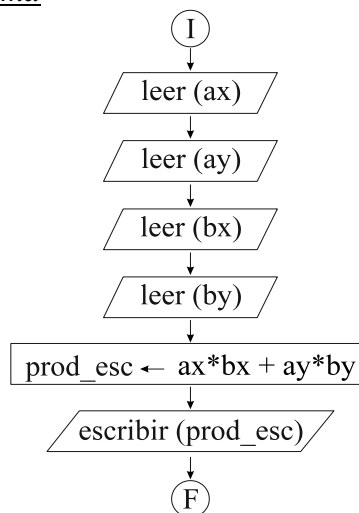 I
leer (ax)
leer (ay)
leer (bx)
leer (by)
prod_esc ← ax*bx + ay*by
escribir (prod_esc)
F